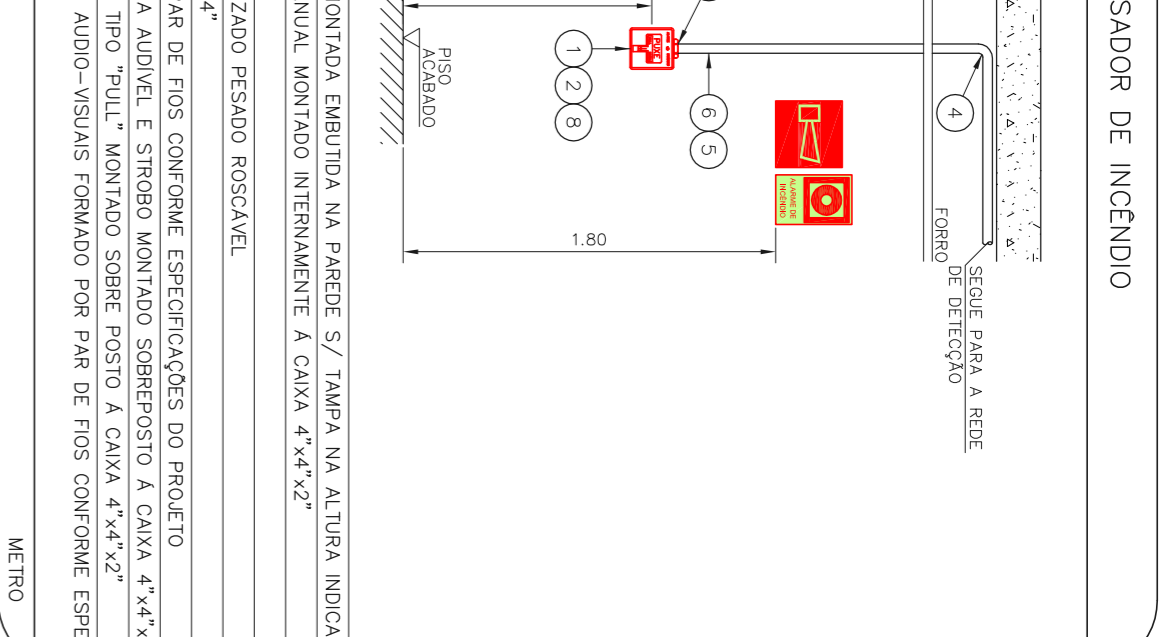 SADOR DE INCÊNDIO
SEGUE PARA A REDE
DE DETECÇÃO
FORRO
4
ALARME DE
INCÊNDIO
1.80
6
5
PUXE
1
2
8
PISO
ACABADO
MONTADA EMBUTIDA NA PAREDE S/ TAMPA NA ALTURA INDICA
NUAL MONTADO INTERNAMENTE Á CAIXA 4"x4"x2"
ZADO PESADO ROSCÁVEL
4"
AR DE FIOS CONFORME ESPECIFICAÇÕES DO PROJETO
A AUDÍVEL E STROBO MONTADO SOBREPOSTO Á CAIXA 4"x4"x
TIPO "PULL" MONTADO SOBRE POSTO Á CAIXA 4"x4"x2"
AUDIO-VISUAIS FORMADO POR PAR DE FIOS CONFORME ESPE
METRO